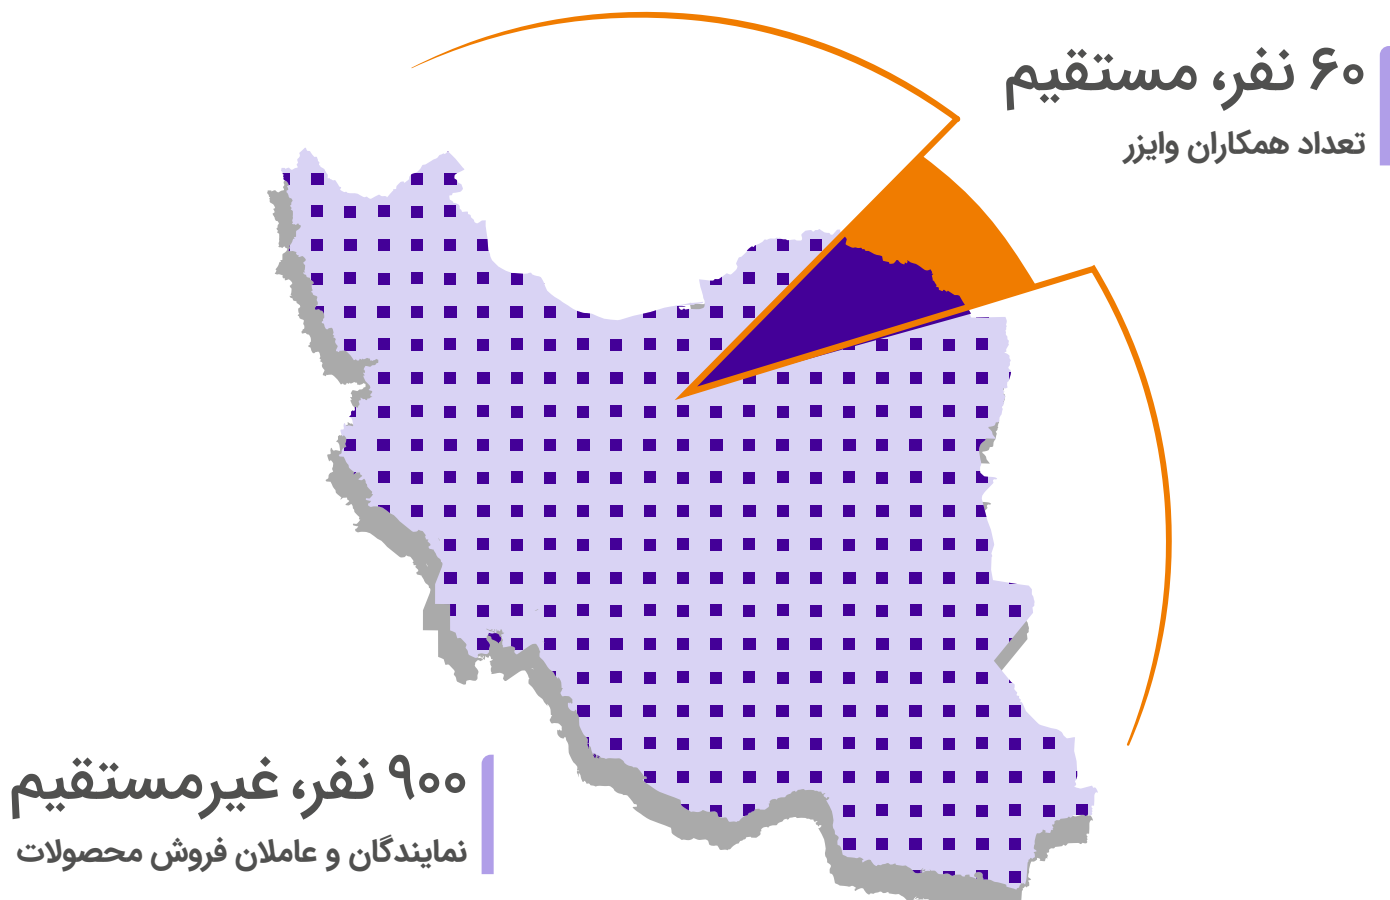 ۶۰ نفر، مستقیم
تعداد همکاران وایزر
۹۰۰ نفر، غیرمستقیم
نمایندگان و عاملان فروش محصولات